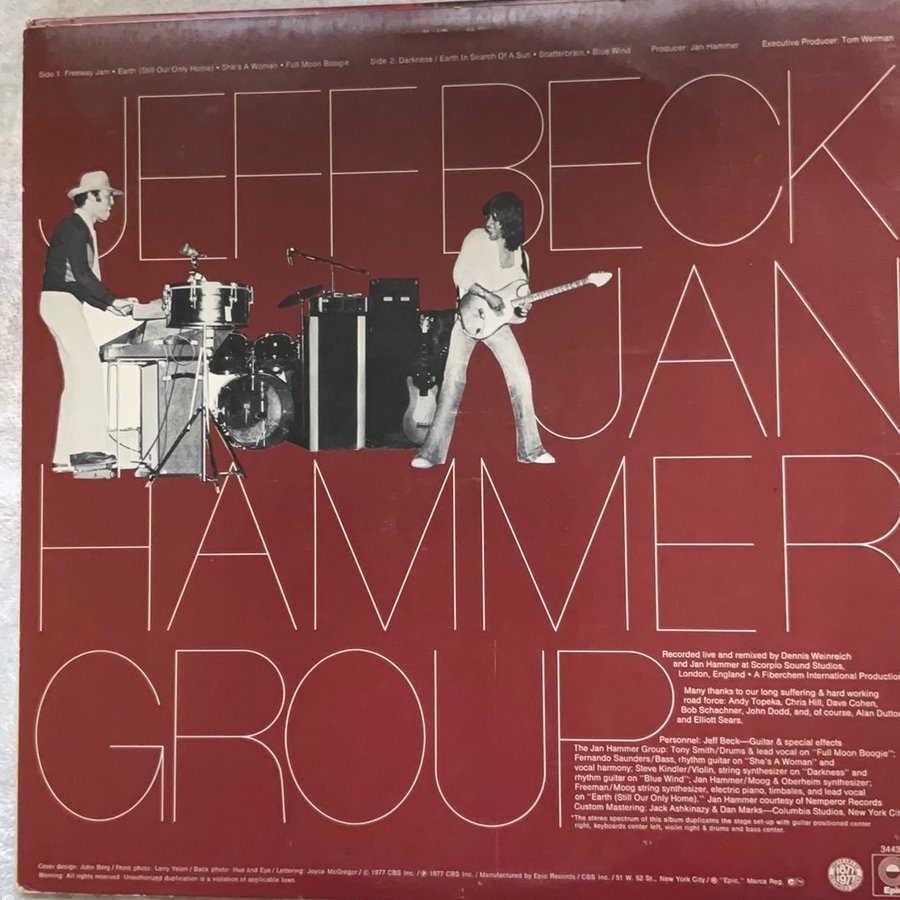 Side 1: Freeway Jam • Earth (Still Our Only Home) • She's A Woman • Full Moon Boogie
Side 2: Darkness / Earth In Search Of A Sun • Scatterbrain • Blue Wind
Producer: Jan Hammer
Executive Producer: Tom Werman
JEFF BECK
JAN
HAMMER
GROUP
Recorded live and remixed by Dennis Weinreich
and Jan Hammer at Scorpio Sound Studios,
London, England • A Fiberchem International Production
Many thanks to our long suffering & hard working
road force: Andy Topeka, Chris Hill, Dave Cohen,
Bob Schachner, John Dodd, and, of course, Alan Dutton
and Elliott Sears.
Personnel: Jeff Beck—Guitar & special effects
The Jan Hammer Group: Tony Smith/Drums & lead vocal on "Full Moon Boogie";
Fernando Saunders/Bass, rhythm guitar on "She's A Woman" and
vocal harmony; Steve Kindler/Violin, string synthesizer on "Darkness" and
rhythm guitar on "Blue Wind"; Jan Hammer/Moog & Oberheim synthesizer;
Freeman/Moog string synthesizer, electric piano, timbales, and lead vocal
on "Earth (Still Our Only Home)." Jan Hammer courtesy of Nemperor Records
Custom Mastering: Jack Ashkinazy & Dan Marks—Columbia Studios, New York Cit
*The stereo spectrum of this album duplicates the stage set-up with guitar positioned center
right, keyboards center left, violin right & drums and bass center.
3443
Cover design: John Berg / Front photo: Larry / Back photo: Hue and Eye / Lettering: Joyce McGregor / © 1977 CBS Inc. / ℗ 1977 CBS Inc. / Manufactured by Epic Records / CBS Inc. / 51 W. 52 St., New York City / ® "Epic," Marca Reg.
Warning: All rights reserved. Unauthorized duplication is a violation of applicable laws.
1877
1977
Epic